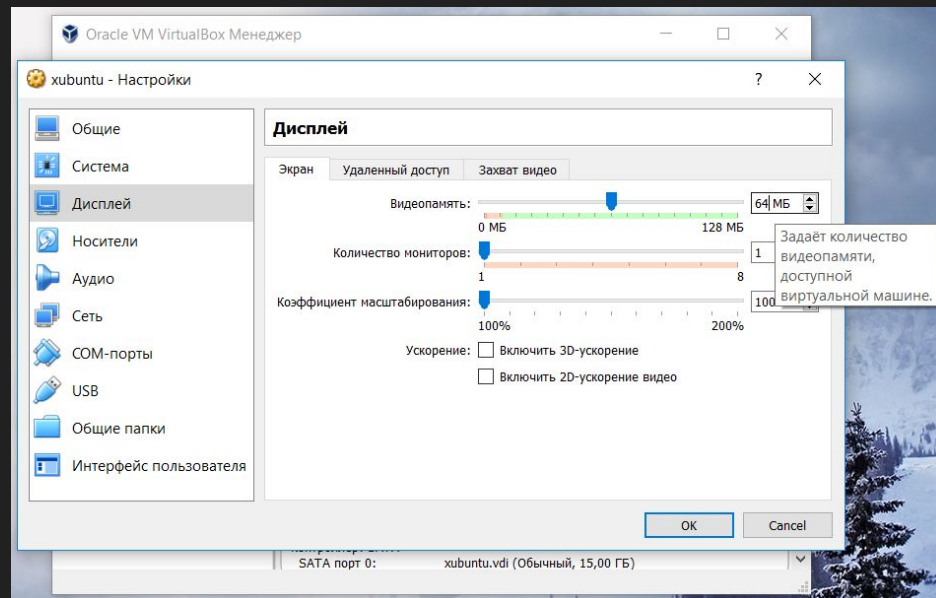 Oracle VM VirtualBox Менеджер
xubuntu - Настройки
?
Общие
Система
Дисплей
Носители
Аудио
Сеть
COM-порты
USB
Общие папки
Интерфейс пользователя
Дисплей
Экран Удаленный доступ Захват видео
Видеопамять: 64 МБ
0 МБ 128 МБ
Количество мониторов: 1
1 8
Коэффициент масштабирования: 100
100% 200%
Задаёт количество
видеопамяти,
доступной
виртуальной машине.
Ускорение: Включить 3D-ускорение
Включить 2D-ускорение видео
OK Cancel
SATA порт 0: xubuntu.vdi (Обычный, 15,00 ГБ)